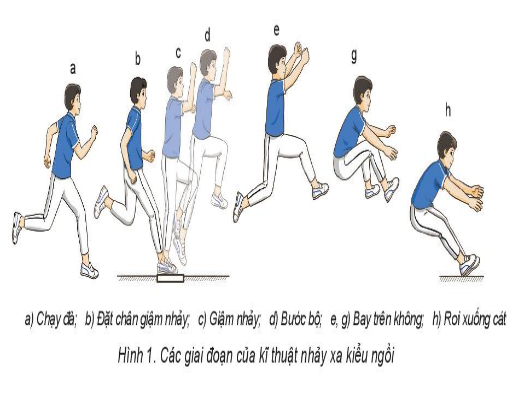 a
b
c
d
e
g
h
a) Chạy đà; b) Đặt chân giậm nhảy; c) Giậm nhảy; d) Bước bộ; e, g) Bay trên không; h) Rơi xuống cát
Hình 1. Các giai đoạn của kĩ thuật nhảy xa kiểu ngồi